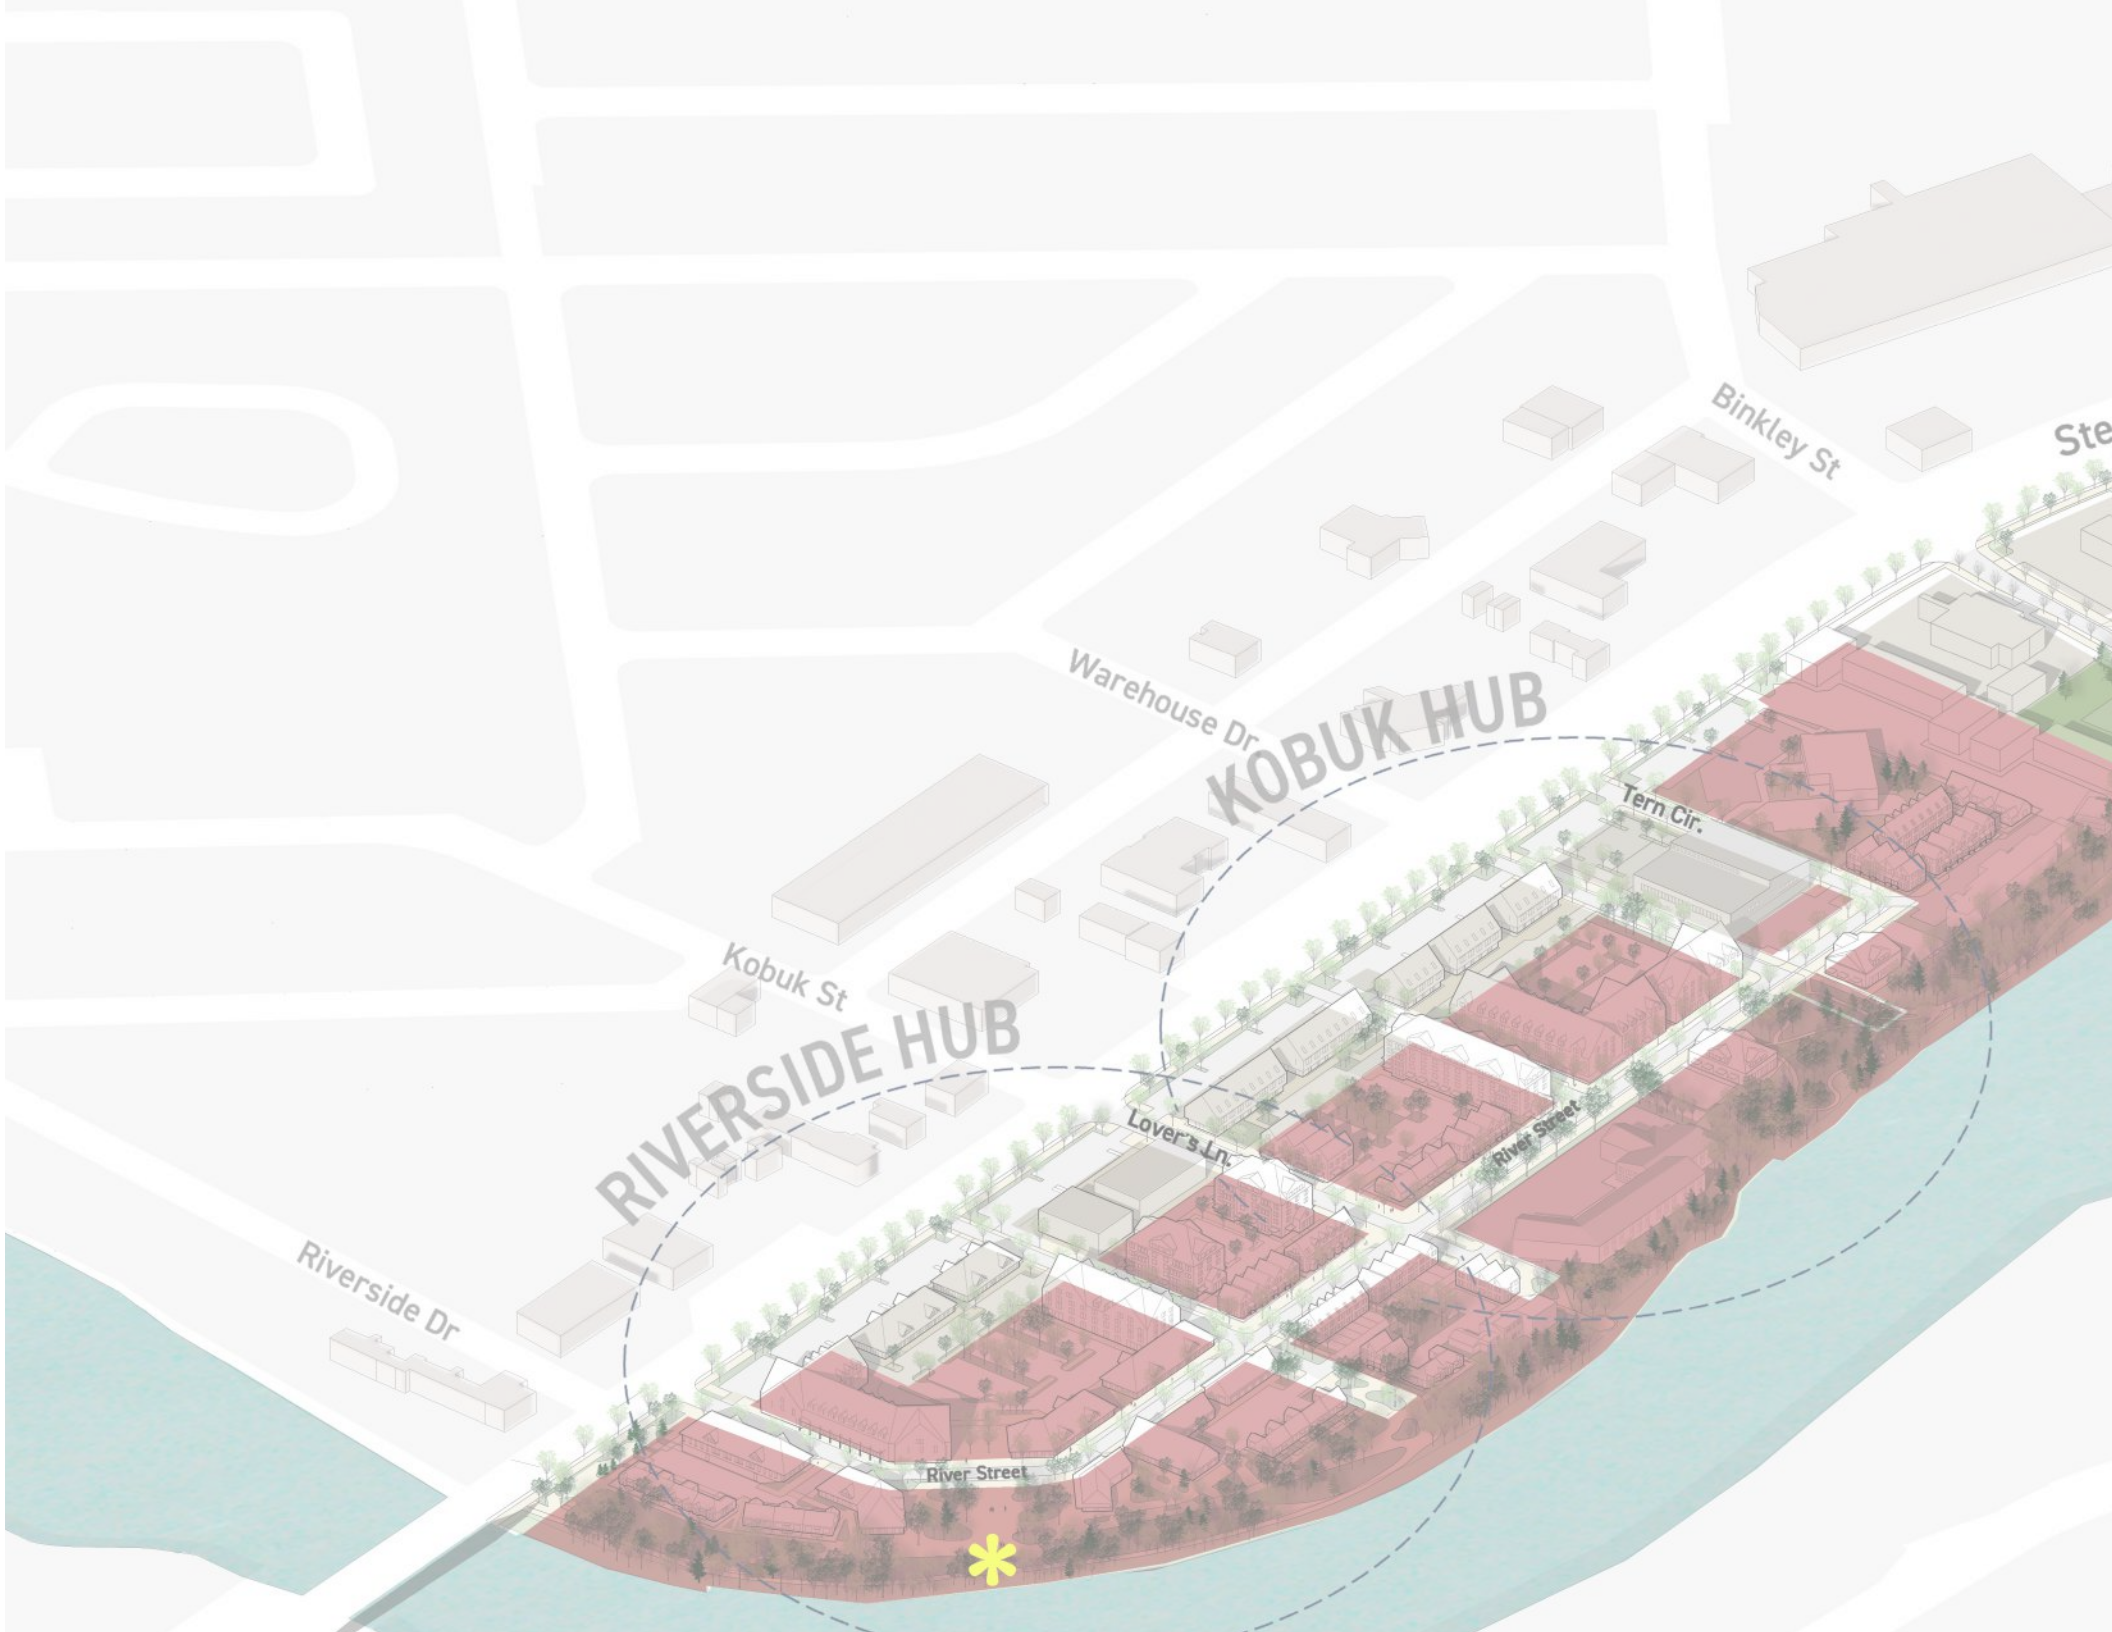 Binkley St
Ste
Warehouse Dr
KOBUK HUB
Tern Cir.
Kobuk St
RIVERSIDE HUB
Lover's Ln.
River Street
Riverside Dr
River Street